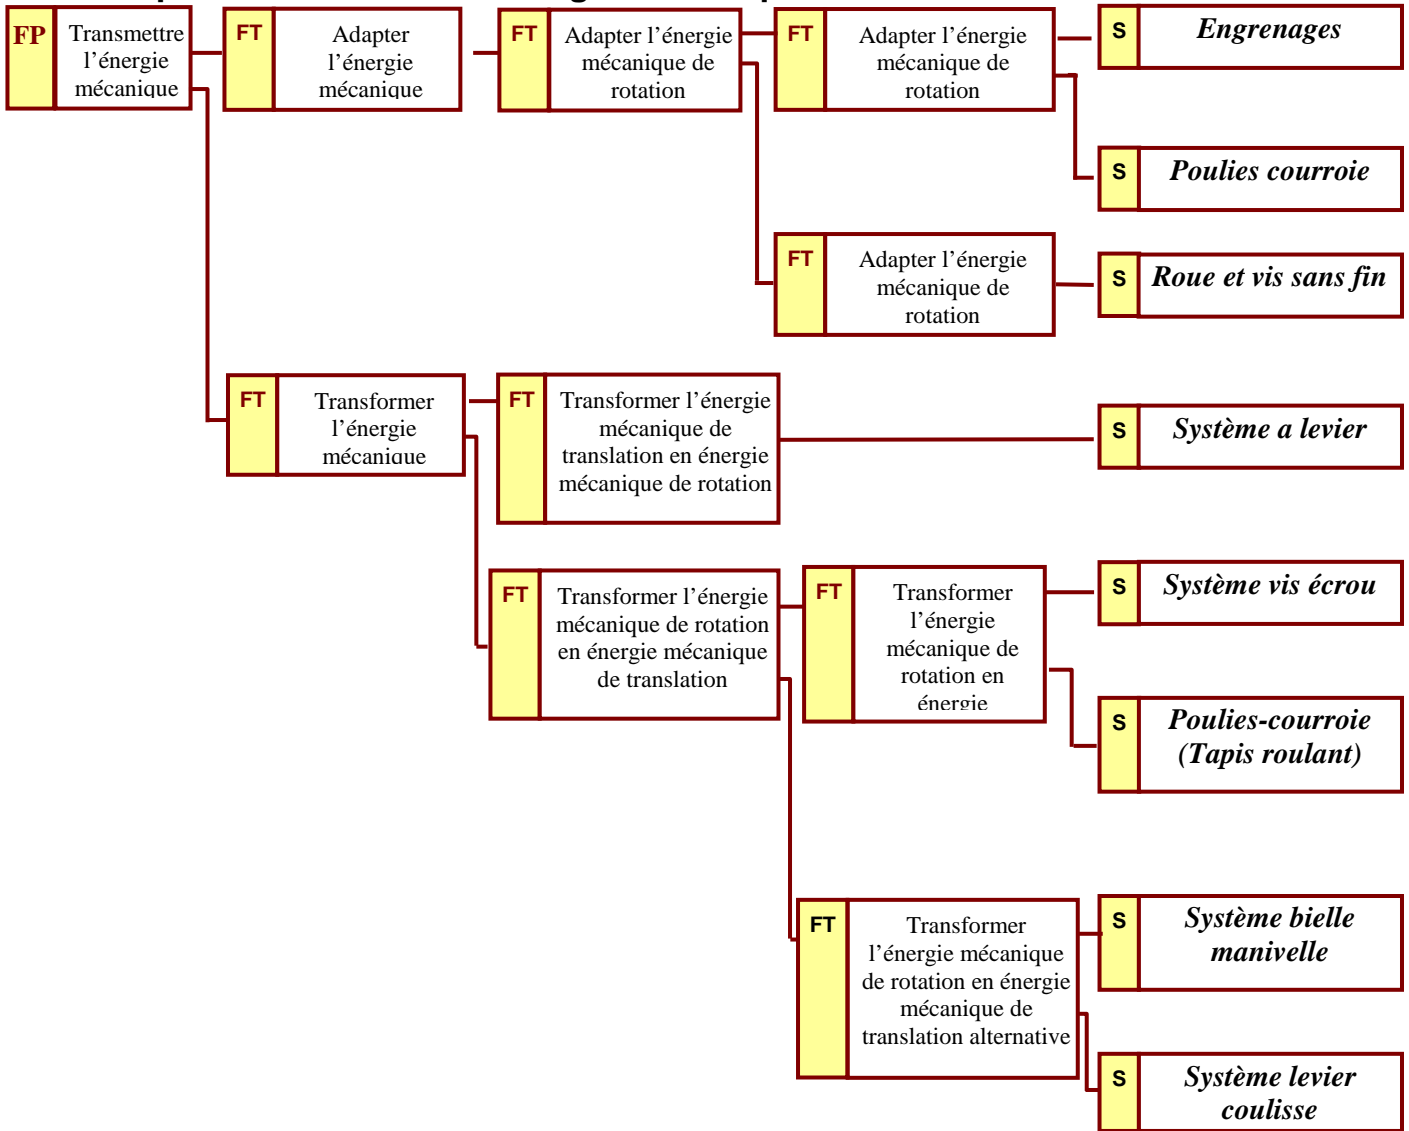 FP
Transmettre
l’énergie
mécanique
FT
Adapter
l’énergie
mécanique
FT
Adapter l’énergie
mécanique de
rotation
FT
Adapter l’énergie
mécanique de
rotation
S
Engrenages
S
Poulies courroie
FT
Adapter l’énergie
mécanique de
rotation
S
Roue et vis sans fin
FT
Transformer
l’énergie
mécanique
FT
Transformer l’énergie
mécanique de
translation en énergie
mécanique de rotation
S
Système a levier
FT
Transformer l’énergie
mécanique de rotation
en énergie mécanique
de translation
FT
Transformer
l’énergie
mécanique de
rotation en
énergie
S
Système vis écrou
S
Poulies-courroie
(Tapis roulant)
FT
Transformer
l’énergie mécanique
de rotation en énergie
mécanique de
translation alternative
S
Système bielle
manivelle
S
Système levier
coulisse